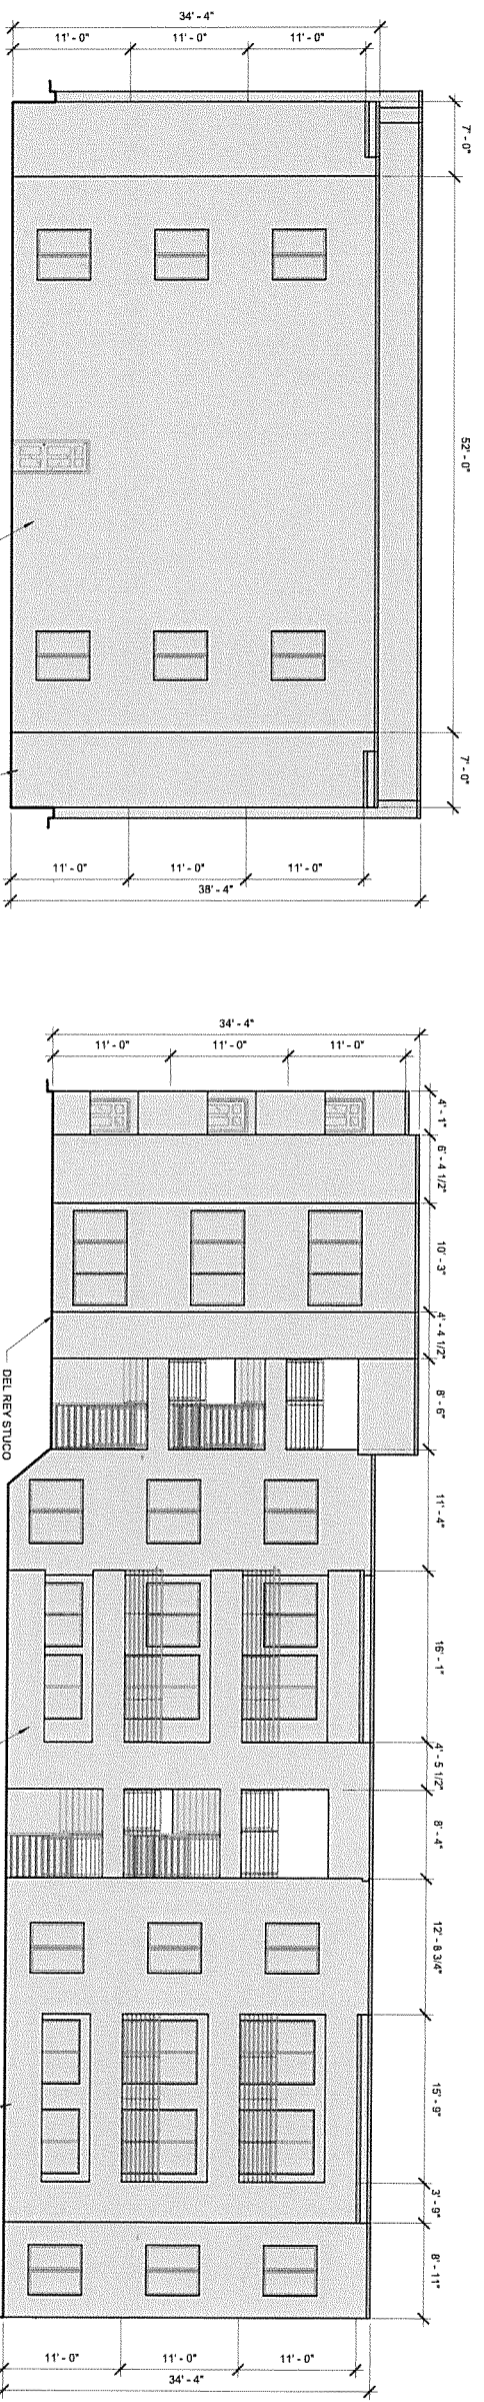 34' - 4"
11' - 0"
11' - 0"
11' - 0"
7' - 0"
52' - 0"
7' - 0"
11' - 0"
11' - 0"
11' - 0"
38' - 4"
34' - 4"
11' - 0"
11' - 0"
11' - 0"
4' - 1"
6' - 4 1/2"
10' - 3"
4' - 4 1/2"
8' - 6"
11' - 4"
16' - 1"
4' - 5 1/2"
8' - 4"
12' - 8 3/4"
15' - 9"
3' - 9"
8' - 11"
DEL REY STUCO
11' - 0"
11' - 0"
11' - 0"
34' - 4"